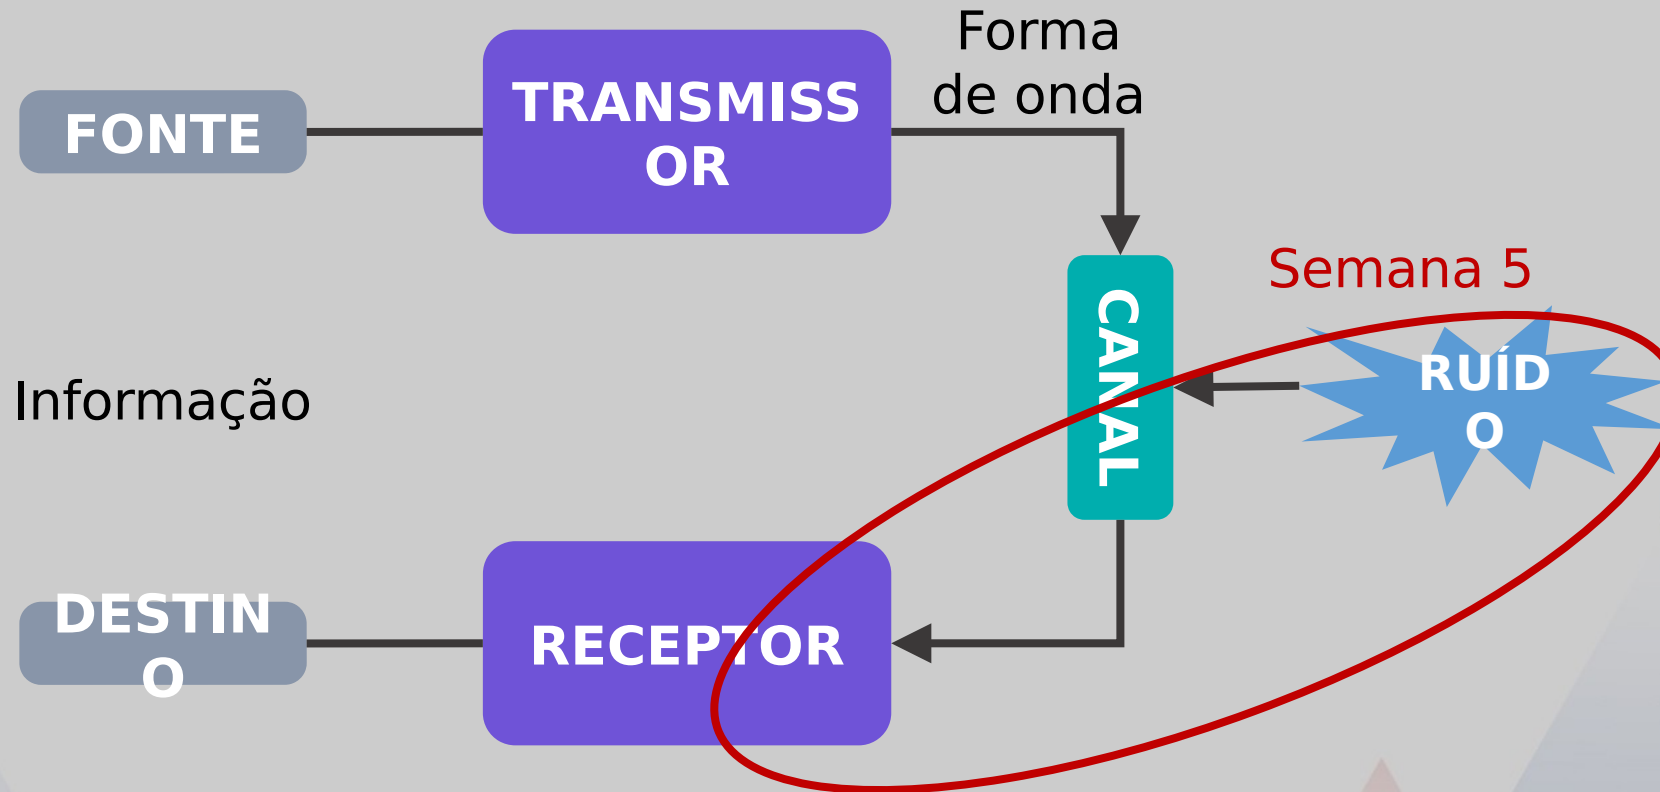 Forma
de onda
FONTE
TRANSMISS
OR
Semana 5
CANAL
RUÍD
O
Informação
DESTIN
O
RECEPTOR